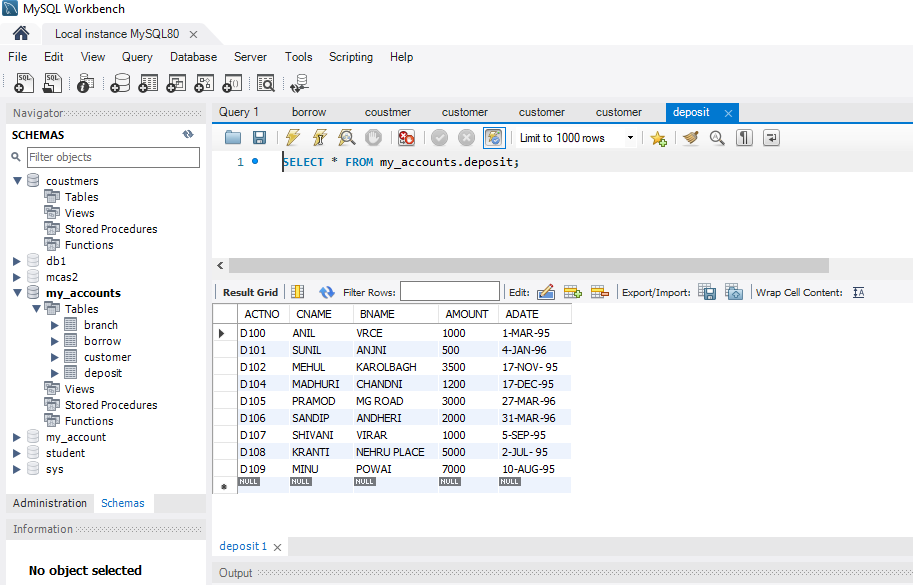 MySQL Workbench
Local instance MySQL80
File Edit View Query Database Server Tools Scripting Help
Navigator
SCHEMAS
Filter objects
coustmers
Tables
Views
Stored Procedures
Functions
db1
mcas2
my_accounts
Tables
branch
borrow
customer
deposit
Views
Stored Procedures
Functions
my_account
student
sys
Administration Schemas
Information
No object selected
Query 1 borrow coustmer customer customer customer deposit
Limit to 1000 rows
1 SELECT * FROM my_accounts.deposit;
Result Grid Filter Rows: Edit: Export/Import: Wrap Cell Content: IA
ACTNO CNAME BNAME AMOUNT ADATE
D100 ANIL VRCE 1000 1-MAR-95
D101 SUNIL ANJNI 500 4-JAN-96
D102 MEHUL KAROLBAGH 3500 17-NOV- 95
D104 MADHURI CHANDNI 1200 17-DEC-95
D105 PRAMOD MG ROAD 3000 27-MAR-96
D106 SANDIP ANDHERI 2000 31-MAR-96
D107 SHIVANI VIRAR 1000 5-SEP-95
D108 KRANTI NEHRU PLACE 5000 2-JUL- 95
D109 MINU POWAI 7000 10-AUG-95
NULL NULL NULL NULL NULL
deposit 1
Output